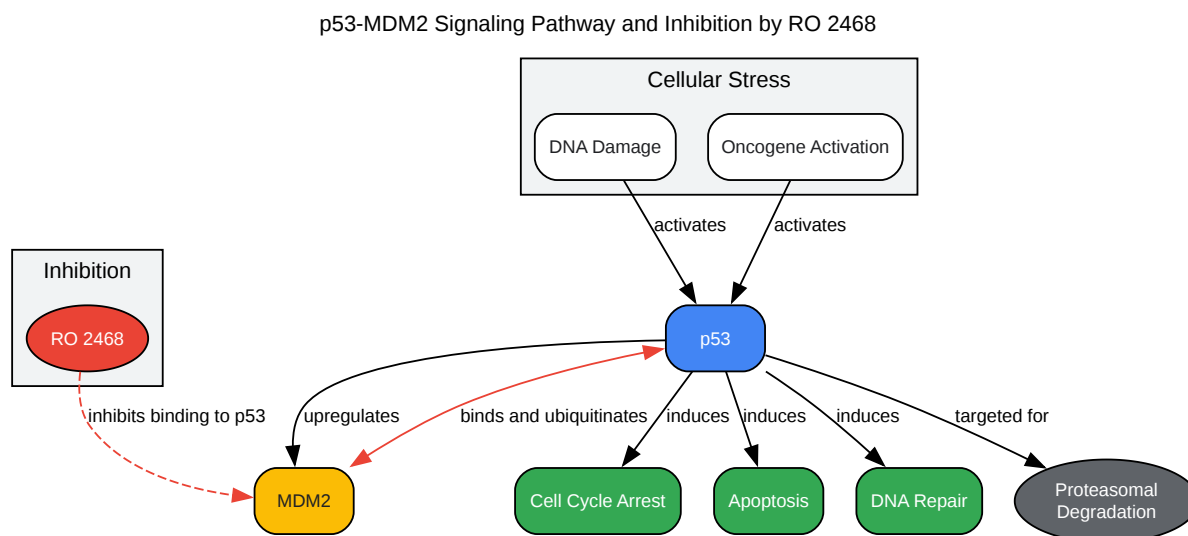 p53-MDM2 Signaling Pathway and Inhibition by RO 2468
Cellular Stress
DNA Damage
Oncogene Activation
activates
activates
Inhibition
RO 2468
p53
inhibits binding to p53
upregulates
binds and ubiquitinates
induces
induces
induces
targeted for
MDM2
Cell Cycle Arrest
Apoptosis
DNA Repair
Proteasomal
Degradation